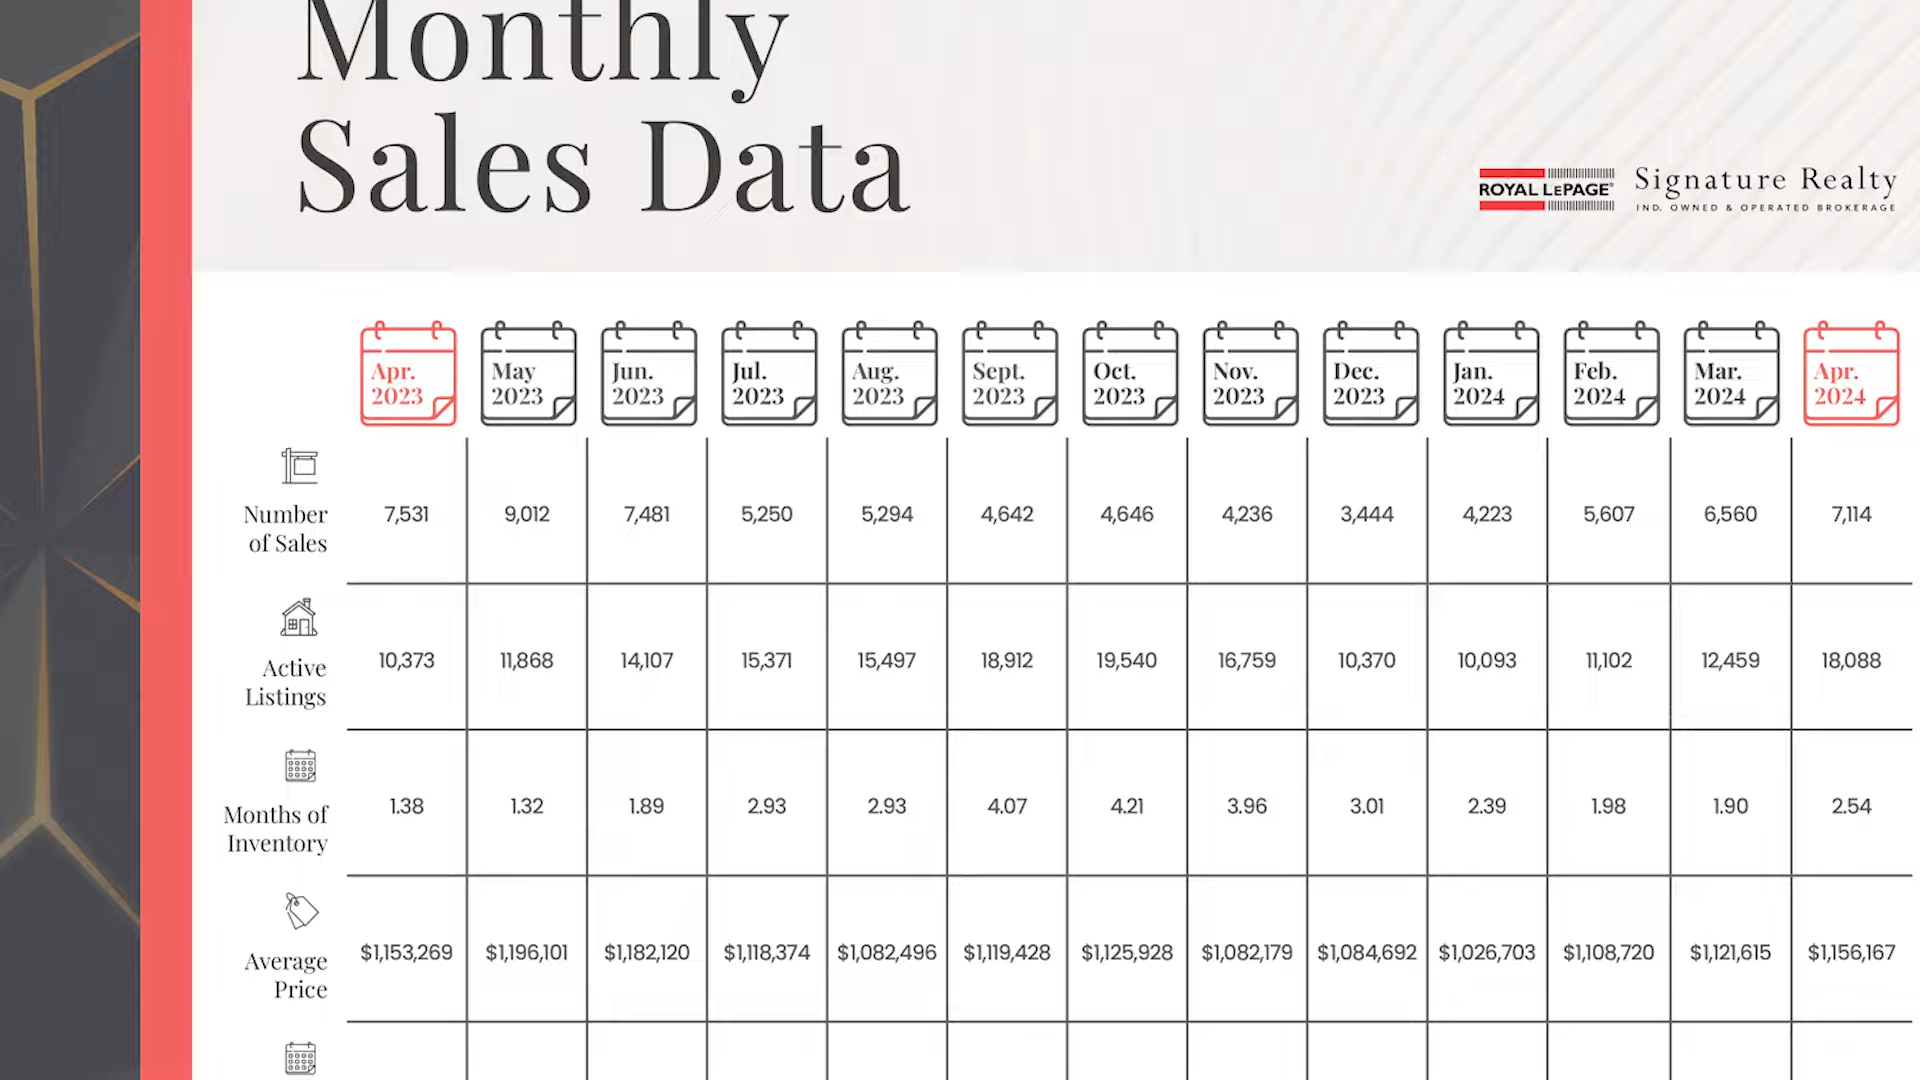 Monthly
Sales Data
ROYAL LEPAGE® Signature Realty
IND. OWNED & OPERATED BROKERAGE
Apr. 2023 May 2023 Jun. 2023 Jul. 2023 Aug. 2023 Sept. 2023 Oct. 2023 Nov. 2023 Dec. 2023 Jan. 2024 Feb. 2024 Mar. 2024 Apr. 2024
Number of Sales 7,531 9,012 7,481 5,250 5,294 4,642 4,646 4,236 3,444 4,223 5,607 6,560 7,114
Active Listings 10,373 11,868 14,107 15,371 15,497 18,912 19,540 16,759 10,370 10,093 11,102 12,459 18,088
Months of Inventory 1.38 1.32 1.89 2.93 2.93 4.07 4.21 3.96 3.01 2.39 1.98 1.90 2.54
Average Price $1,153,269 $1,196,101 $1,182,120 $1,118,374 $1,082,496 $1,119,428 $1,125,928 $1,082,179 $1,084,692 $1,026,703 $1,108,720 $1,121,615 $1,156,167